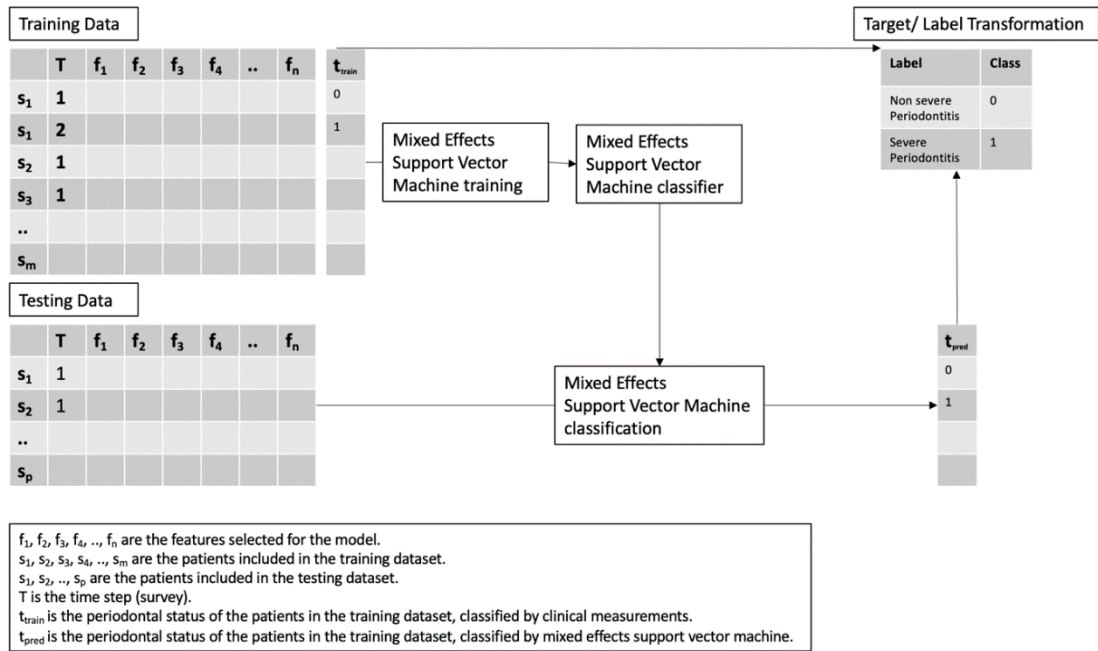 Training Data
Target/ Label Transformation
T f₁ f₂ f₃ f₄ .. fₙ
t_train
s₁ 1
0
s₁ 2
1
s₂ 1
s₃ 1
..
sₘ
Label Class
Non severe
Periodontitis
0
Severe
Periodontitis
1
Mixed Effects
Support Vector
Machine training
Mixed Effects
Support Vector
Machine classifier
Testing Data
T f₁ f₂ f₃ f₄ .. fₙ
s₁ 1
s₂ 1
..
sₚ
Mixed Effects
Support Vector Machine
classification
t_pred
0
1
f₁, f₂, f₃, f₄, .., fₙ are the features selected for the model.
s₁, s₂, s₃, s₄, .., sₘ are the patients included in the training dataset.
s₁, s₂, .., sₚ are the patients included in the testing dataset.
T is the time step (survey).
t_train is the periodontal status of the patients in the training dataset, classified by clinical measurements.
t_pred is the periodontal status of the patients in the training dataset, classified by mixed effects support vector machine.